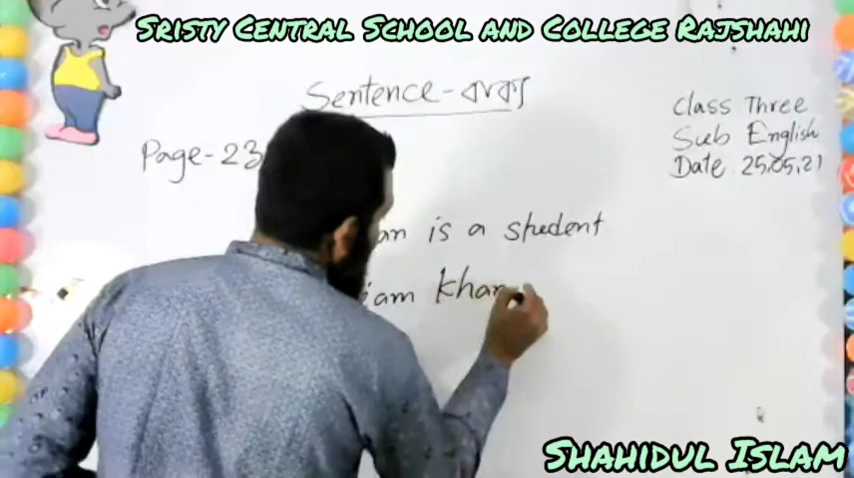 Sristy Central School and College Rajshahi
Sentence - বাক্য
Class Three
Sub English
Date 25.05.21
Page-23
is a student
khan
Shahidul Islam